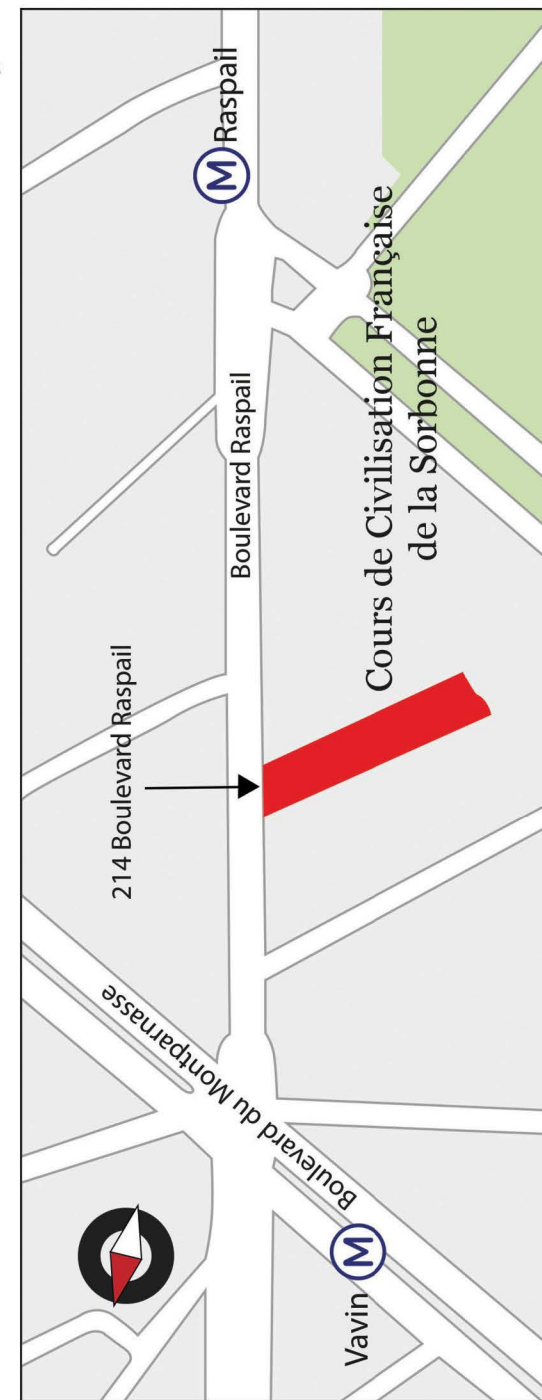 Vavin
M
Boulevard du Montparnasse
214 Boulevard Raspail
Boulevard Raspail
Cours de Civilisation Française
de la Sorbonne
M
Raspail